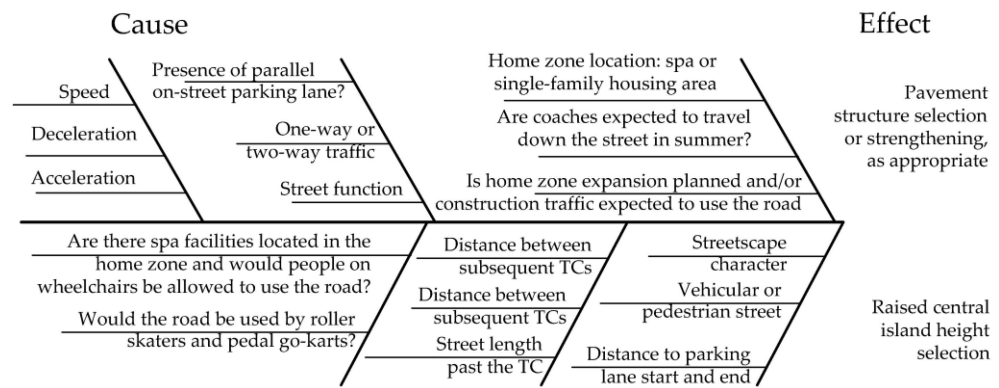 Cause
Effect
Speed
Deceleration
Acceleration
Presence of parallel
on-street parking lane?
One-way or
two-way traffic
Street function
Home zone location: spa or
single-family housing area
Are coaches expected to travel
down the street in summer?
Is home zone expansion planned and/or
construction traffic expected to use the road
Pavement
structure selection
or strengthening,
as appropriate
Are there spa facilities located in the
home zone and would people on
wheelchairs be allowed to use the road?
Would the road be used by roller
skaters and pedal go-karts?
Distance between
subsequent TCs
Distance between
subsequent TCs
Street length
past the TC
Streetscape
character
Vehicular or
pedestrian street
Distance to parking
lane start and end
Raised central
island height
selection